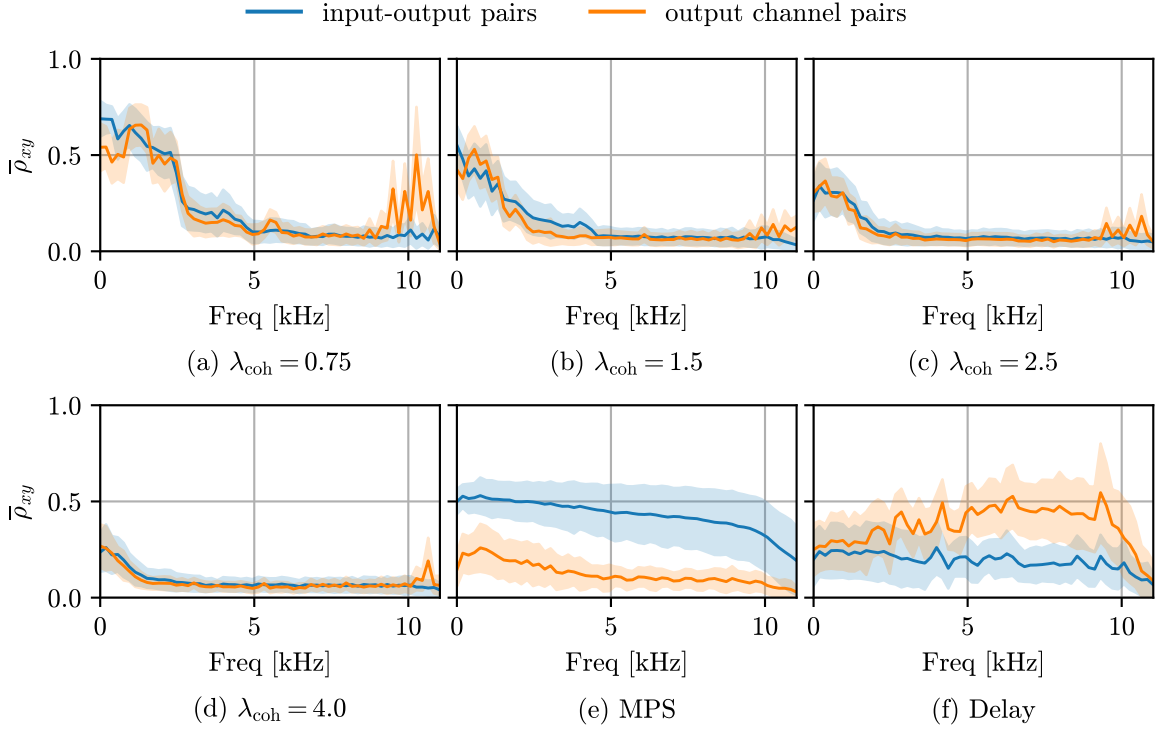 input-output pairs output channel pairs
1.0
0.5
0.0
ρ̅xy
0 5 10 0 5 10 0 5 10
Freq [kHz] Freq [kHz] Freq [kHz]
(a) λcoh = 0.75 (b) λcoh = 1.5 (c) λcoh = 2.5
1.0
0.5
0.0
ρ̅xy
0 5 10 0 5 10 0 5 10
Freq [kHz] Freq [kHz] Freq [kHz]
(d) λcoh = 4.0 (e) MPS (f) Delay